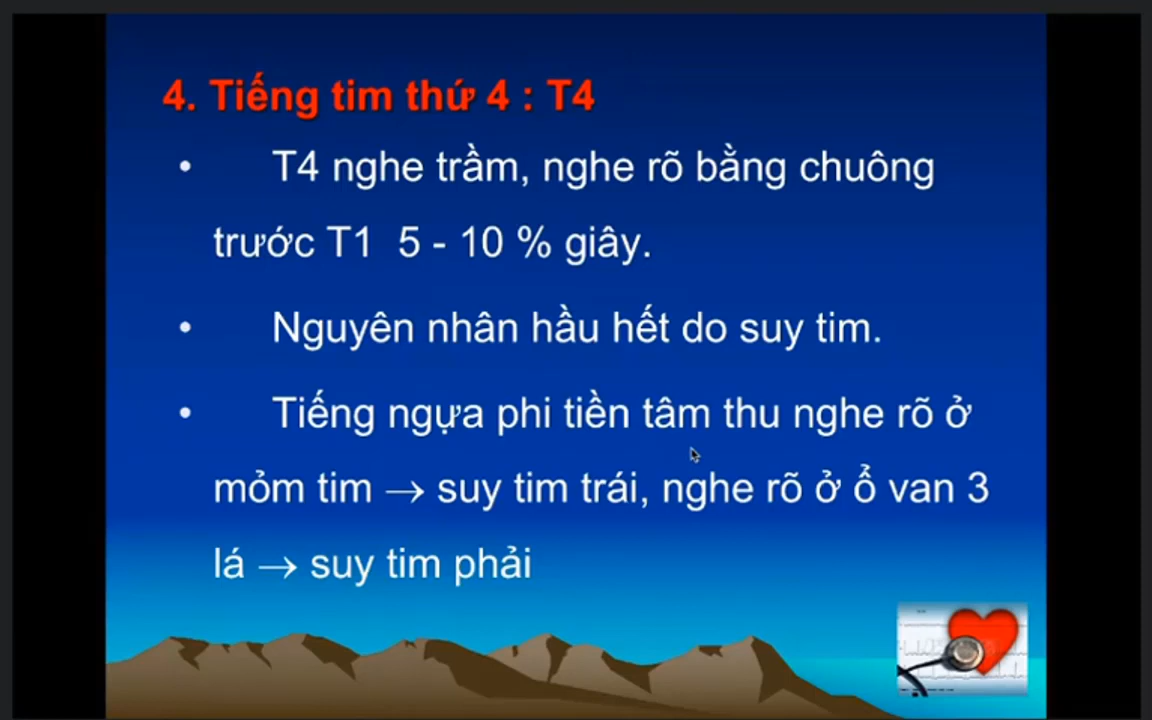 4. Tiếng tim thứ 4 : T4
• T4 nghe trầm, nghe rõ bằng chuông
trước T1 5 - 10 % giây.
• Nguyên nhân hầu hết do suy tim.
• Tiếng ngựa phi tiền tâm thu nghe rõ ở
mỏm tim → suy tim trái, nghe rõ ở ổ van 3
lá → suy tim phải